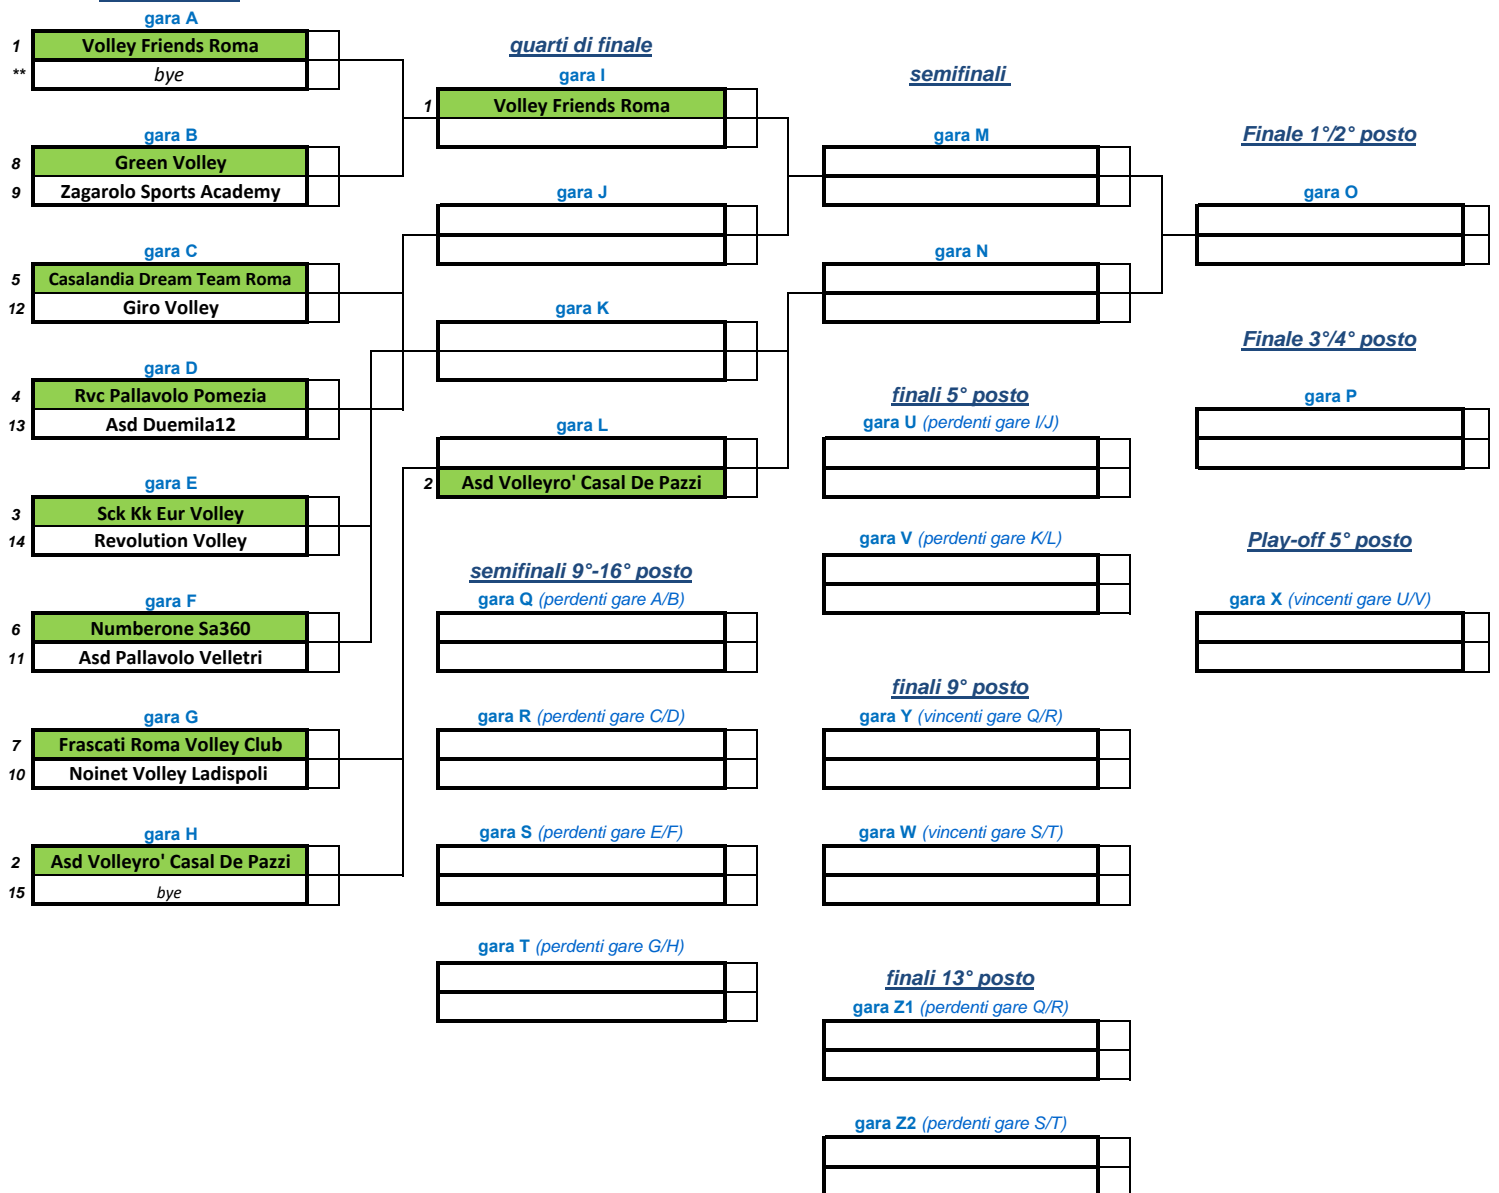 gara A
1 Volley Friends Roma
** bye
gara B
8 Green Volley
9 Zagarolo Sports Academy
gara C
5 Casalandia Dream Team Roma
12 Giro Volley
gara D
4 Rvc Pallavolo Pomezia
13 Asd Duemila12
gara E
3 Sck Kk Eur Volley
14 Revolution Volley
gara F
6 Numberone Sa360
11 Asd Pallavolo Velletri
gara G
7 Frascati Roma Volley Club
10 Noinet Volley Ladispoli
gara H
2 Asd Volleyro' Casal De Pazzi
15 bye
quarti di finale
gara I
1 Volley Friends Roma
gara J
gara K
gara L
2 Asd Volleyro' Casal De Pazzi
semifinali 9°-16° posto
gara Q (perdenti gare A/B)
gara R (perdenti gare C/D)
gara S (perdenti gare E/F)
gara T (perdenti gare G/H)
semifinali
gara M
gara N
finali 5° posto
gara U (perdenti gare I/J)
gara V (perdenti gare K/L)
finali 9° posto
gara Y (vincenti gare Q/R)
gara W (vincenti gare S/T)
finali 13° posto
gara Z1 (perdenti gare Q/R)
gara Z2 (perdenti gare S/T)
Finale 1°/2° posto
gara O
Finale 3°/4° posto
gara P
Play-off 5° posto
gara X (vincenti gare U/V)